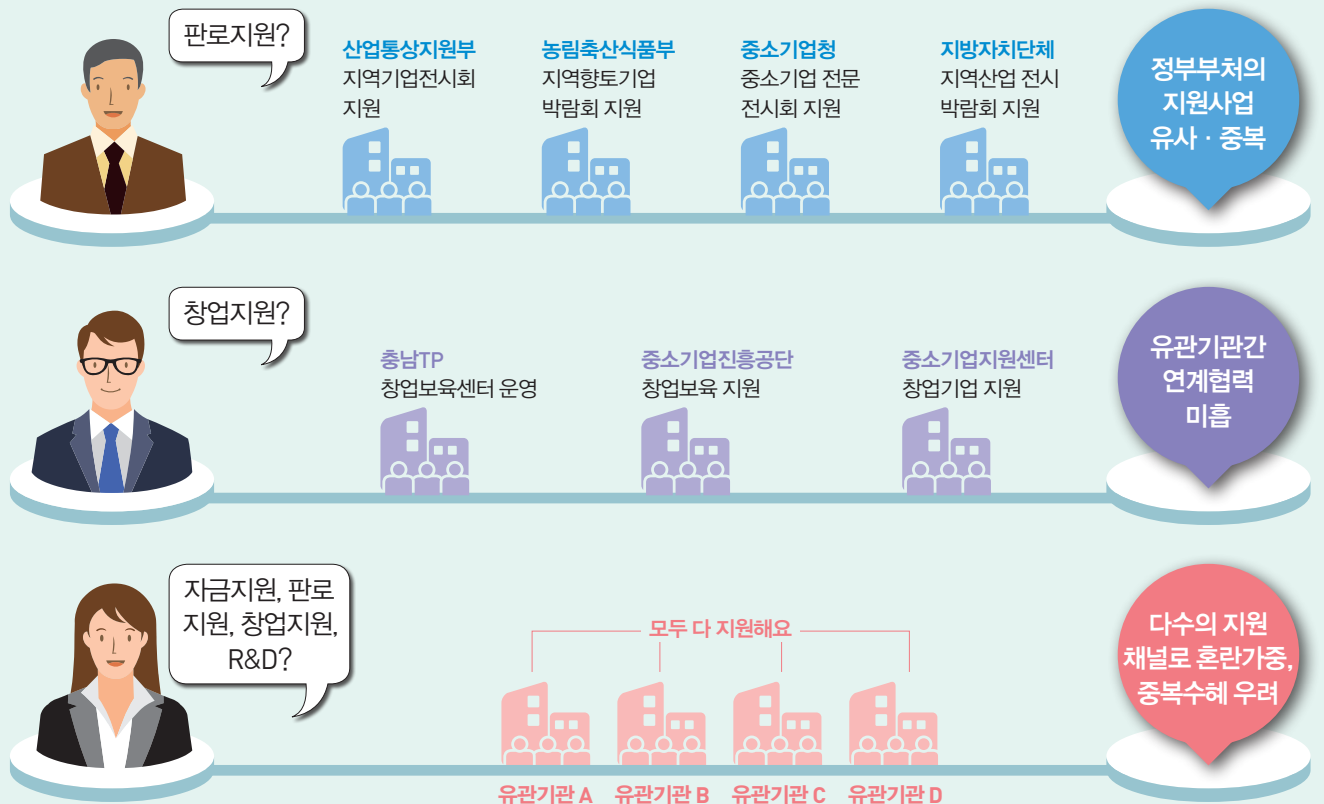 판로지원?
산업통상지원부
지역기업전시회
지원
농림축산식품부
지역향토기업
박람회 지원
중소기업청
중소기업 전문
전시회 지원
지방자치단체
지역산업 전시
박람회 지원
정부부처의
지원사업
유사 · 중복
창업지원?
충남TP
창업보육센터 운영
중소기업진흥공단
창업보육 지원
중소기업지원센터
창업기업 지원
유관기관간
연계협력
미흡
자금지원, 판로
지원, 창업지원,
R&D?
모두 다 지원해요
유관기관 A
유관기관 B
유관기관 C
유관기관 D
다수의 지원
채널로 혼란가중,
중복수혜 우려